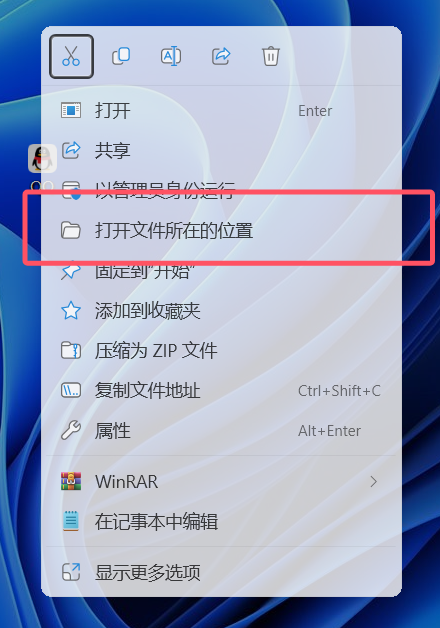 打开 Enter
共享
以管理员身份运行
打开文件所在的位置
固定到"开始"
添加到收藏夹
压缩为 ZIP 文件
复制文件地址 Ctrl+Shift+C
属性 Alt+Enter
WinRAR
在记事本中编辑
显示更多选项